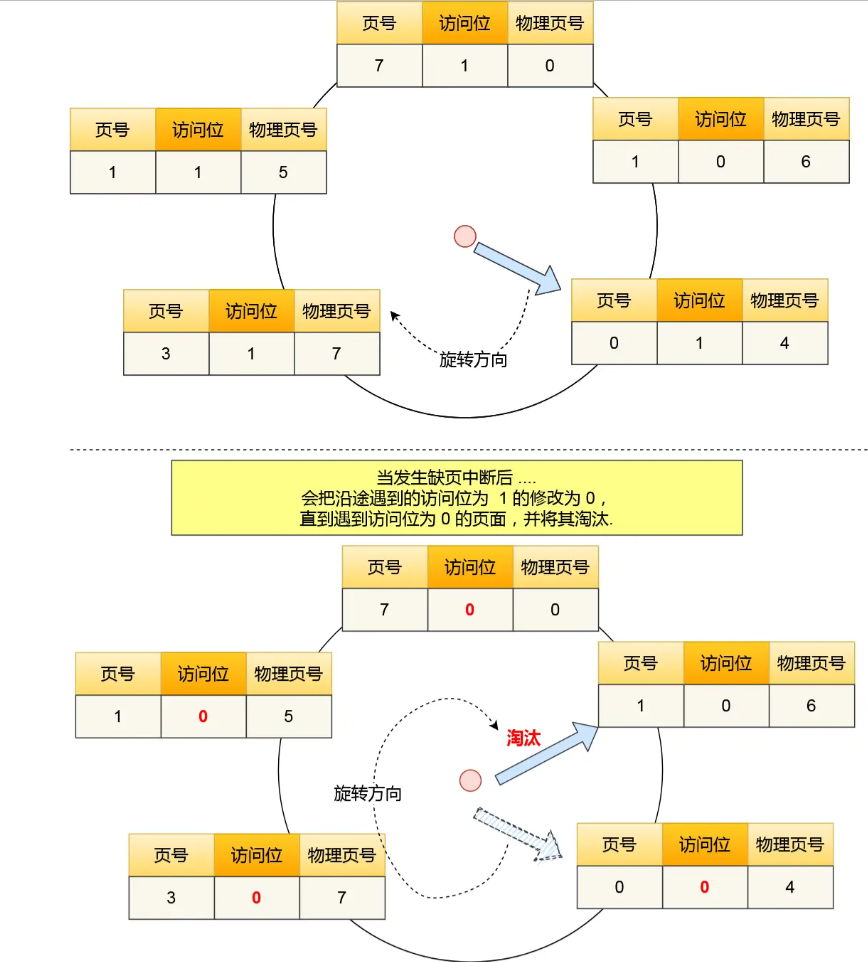 页号 访问位 物理页号
7 1 0
页号 访问位 物理页号
1 0 6
页号 访问位 物理页号
1 1 5
页号 访问位 物理页号
0 1 4
页号 访问位 物理页号
3 1 7
旋转方向
当发生缺页中断后 ....
会把沿途遇到的访问位为 1 的修改为 0，
直到遇到访问位为 0 的页面，并将其淘汰.
页号 访问位 物理页号
7 0 0
页号 访问位 物理页号
1 0 6
页号 访问位 物理页号
1 0 5
淘汰
旋转方向
页号 访问位 物理页号
0 0 4
页号 访问位 物理页号
3 0 7